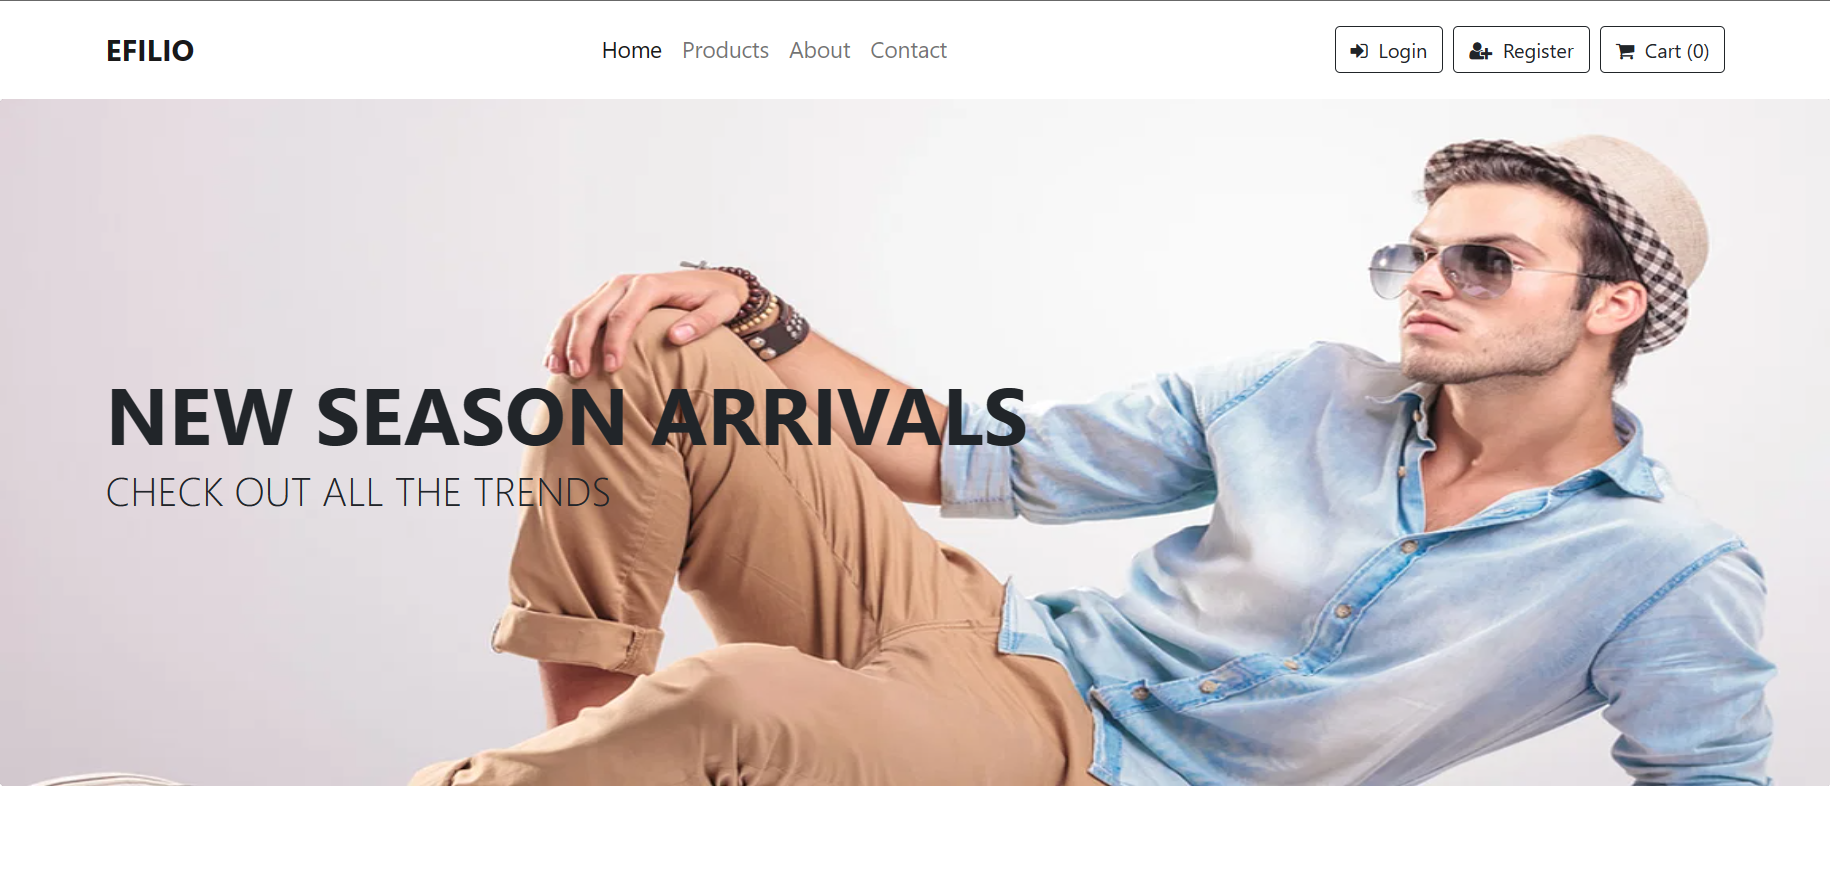 EFILIO
Home Products About Contact
Login Register Cart (0)
NEW SEASON ARRIVALS
CHECK OUT ALL THE TRENDS